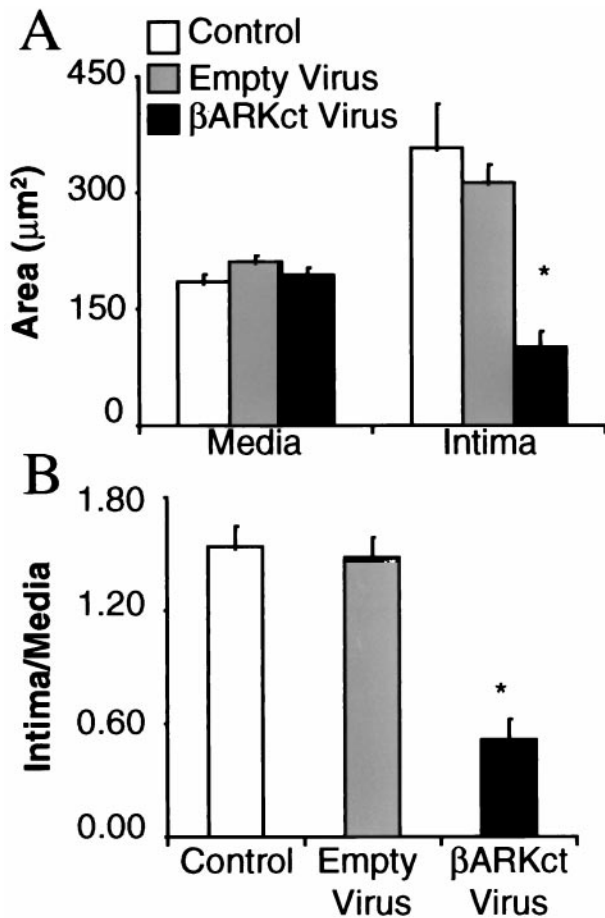 A
Control
Empty Virus
βARKct Virus
450
300
150
0
Area (μm²)
Media
Intima
*
B
1.80
1.20
0.60
0.00
Intima/Media
*
Control
Empty
Virus
βARKct
Virus